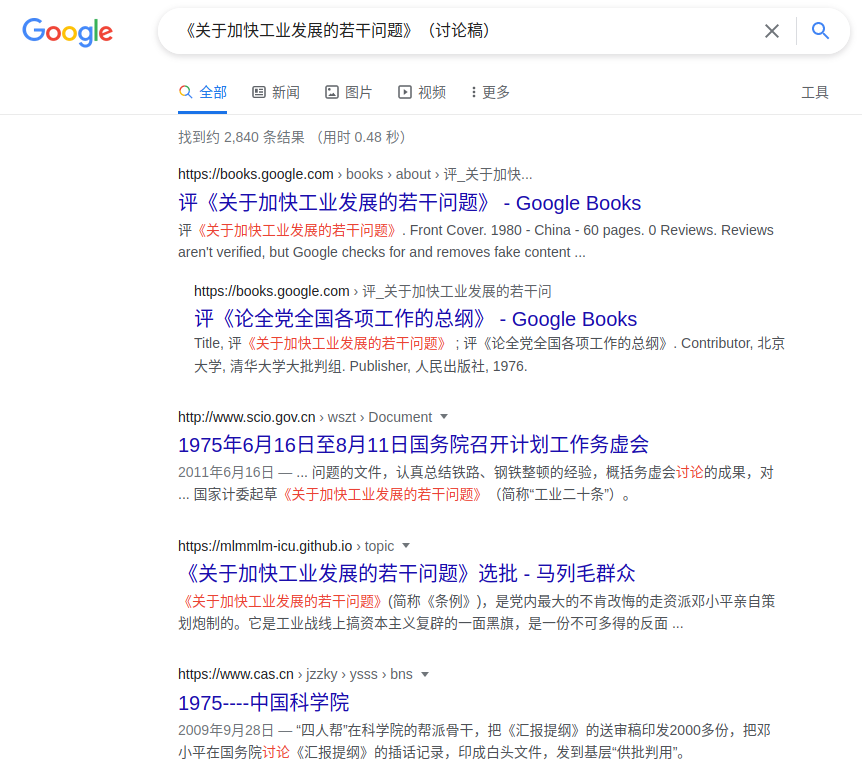 Google
《关于加快工业发展的若干问题》（讨论稿）
全部 新闻 图片 视频 更多 工具
找到约 2,840 条结果 （用时 0.48 秒）
https://books.google.com › books › about › 评_关于加快...
评《关于加快工业发展的若干问题》 - Google Books
评《关于加快工业发展的若干问题》. Front Cover. 1980 - China - 60 pages. 0 Reviews. Reviews
aren't verified, but Google checks for and removes fake content ...
https://books.google.com › 评_关于加快工业发展的若干问
评《论全党全国各项工作的总纲》 - Google Books
Title, 评《关于加快工业发展的若干问题》 ; 评《论全党全国各项工作的总纲》. Contributor, 北京
大学, 清华大学大批判组. Publisher, 人民出版社, 1976.
http://www.scio.gov.cn › wszt › Document
1975年6月16日至8月11日国务院召开计划工作务虚会
2011年6月16日 — ... 问题的文件，认真总结铁路、钢铁整顿的经验，概括务虚会讨论的成果，对
... 国家计委起草《关于加快工业发展的若干问题》（简称“工业二十条”）。
https://mlmmlm-icu.github.io › topic
《关于加快工业发展的若干问题》选批 - 马列毛群众
《关于加快工业发展的若干问题》(简称《条例》)，是党内最大的不肯改悔的走资派邓小平亲自策
划炮制的。它是工业战线上搞资本主义复辟的一面黑旗，是一份不可多得的反面 ...
https://www.cas.cn › jzzky › ysss › bns
1975----中国科学院
2009年9月28日 — “四人帮”在科学院的帮派骨干，把《汇报提纲》的送审稿印发2000多份，把邓
小平在国务院讨论《汇报提纲》的插话记录，印成白头文件，发到基层“供批判用”。